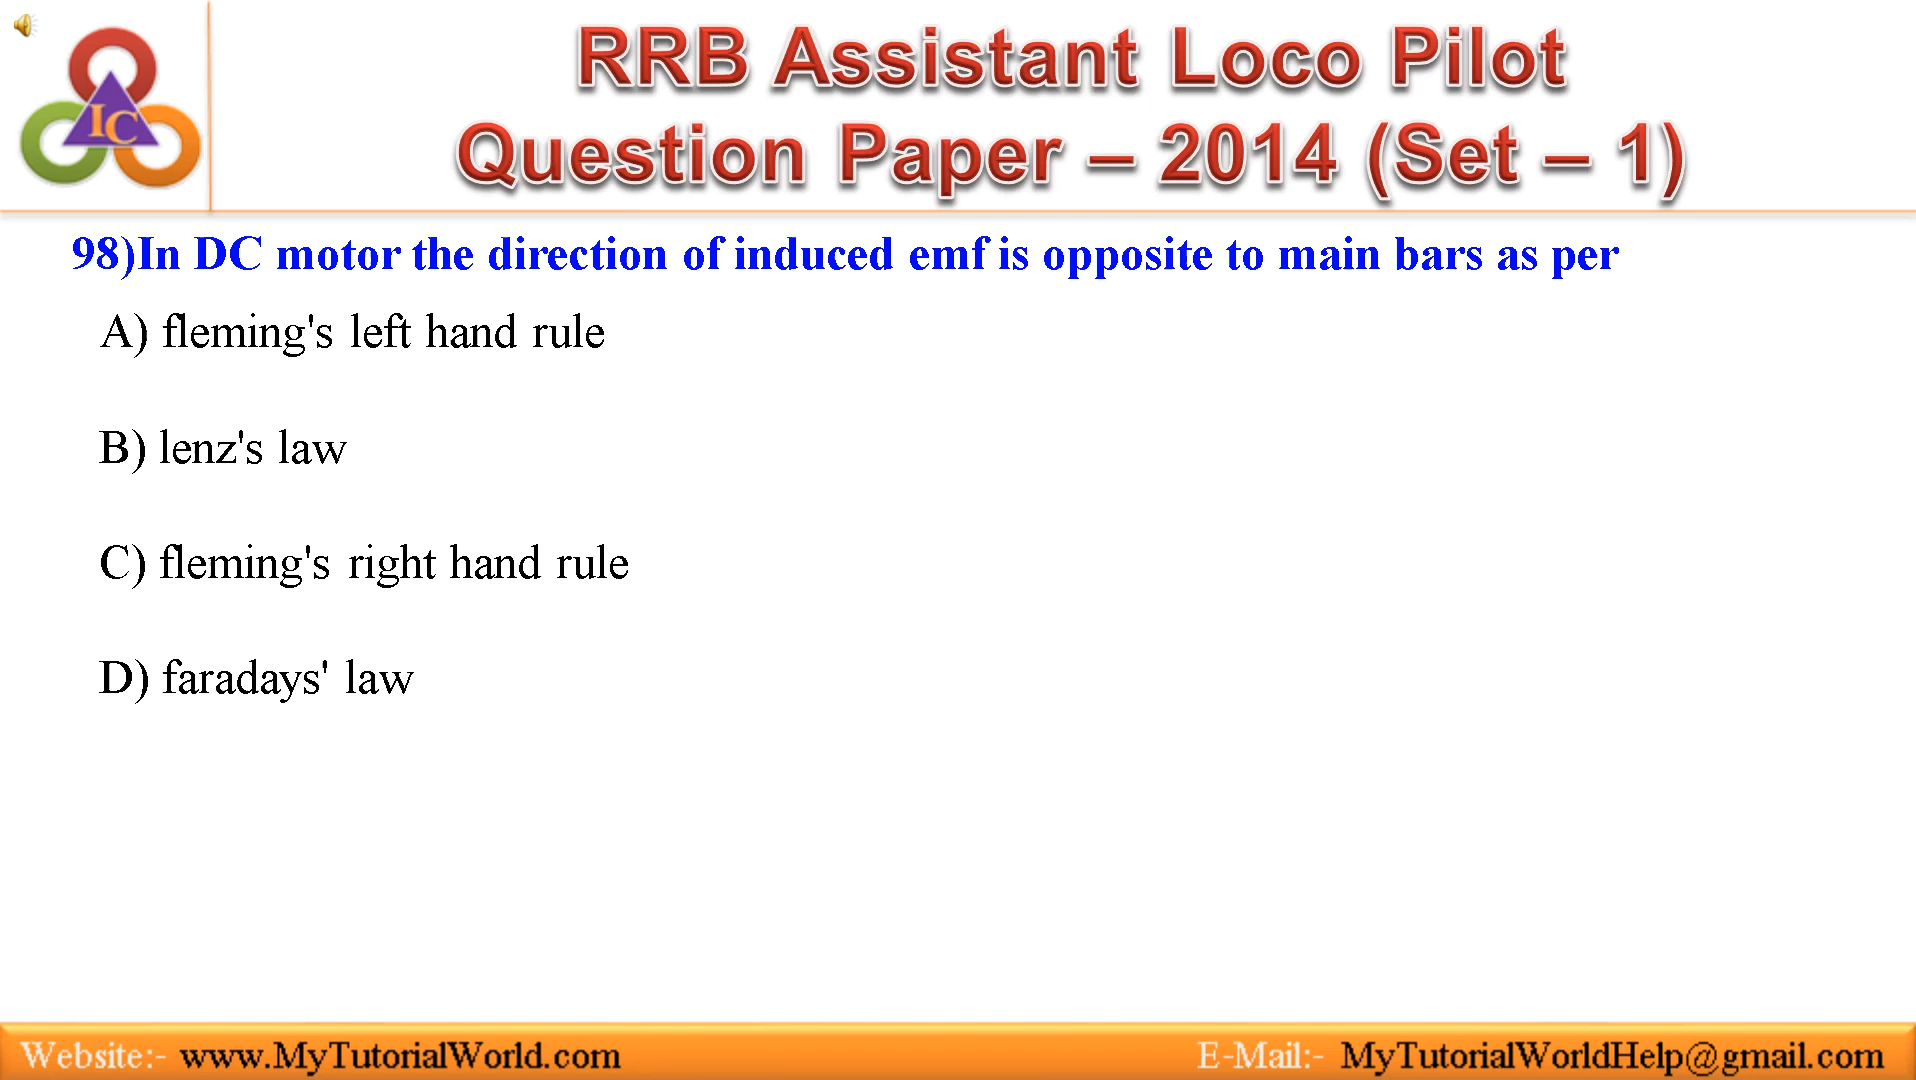 IC
RRB Assistant Loco Pilot
Question Paper – 2014 (Set – 1)
98)In DC motor the direction of induced emf is opposite to main bars as per
A) fleming's left hand rule
B) lenz's law
C) fleming's right hand rule
D) faradays' law
Website:- www.MyTutorialWorld.com
E-Mail:- MyTutorialWorldHelp@gmail.com